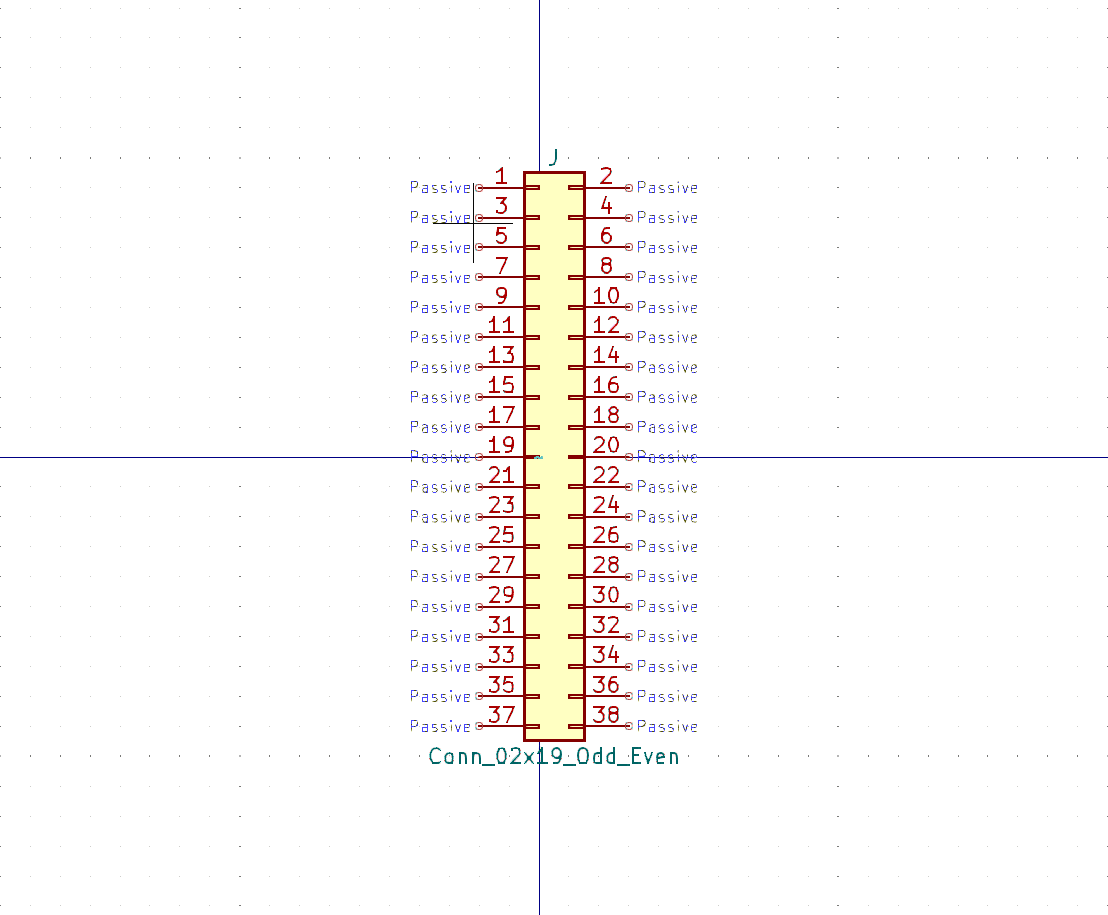 J
Passive 1 2 Passive
Passive 3 4 Passive
Passive 5 6 Passive
Passive 7 8 Passive
Passive 9 10 Passive
Passive 11 12 Passive
Passive 13 14 Passive
Passive 15 16 Passive
Passive 17 18 Passive
Passive 19 20 Passive
Passive 21 22 Passive
Passive 23 24 Passive
Passive 25 26 Passive
Passive 27 28 Passive
Passive 29 30 Passive
Passive 31 32 Passive
Passive 33 34 Passive
Passive 35 36 Passive
Passive 37 38 Passive
Conn_02x19_Odd_Even